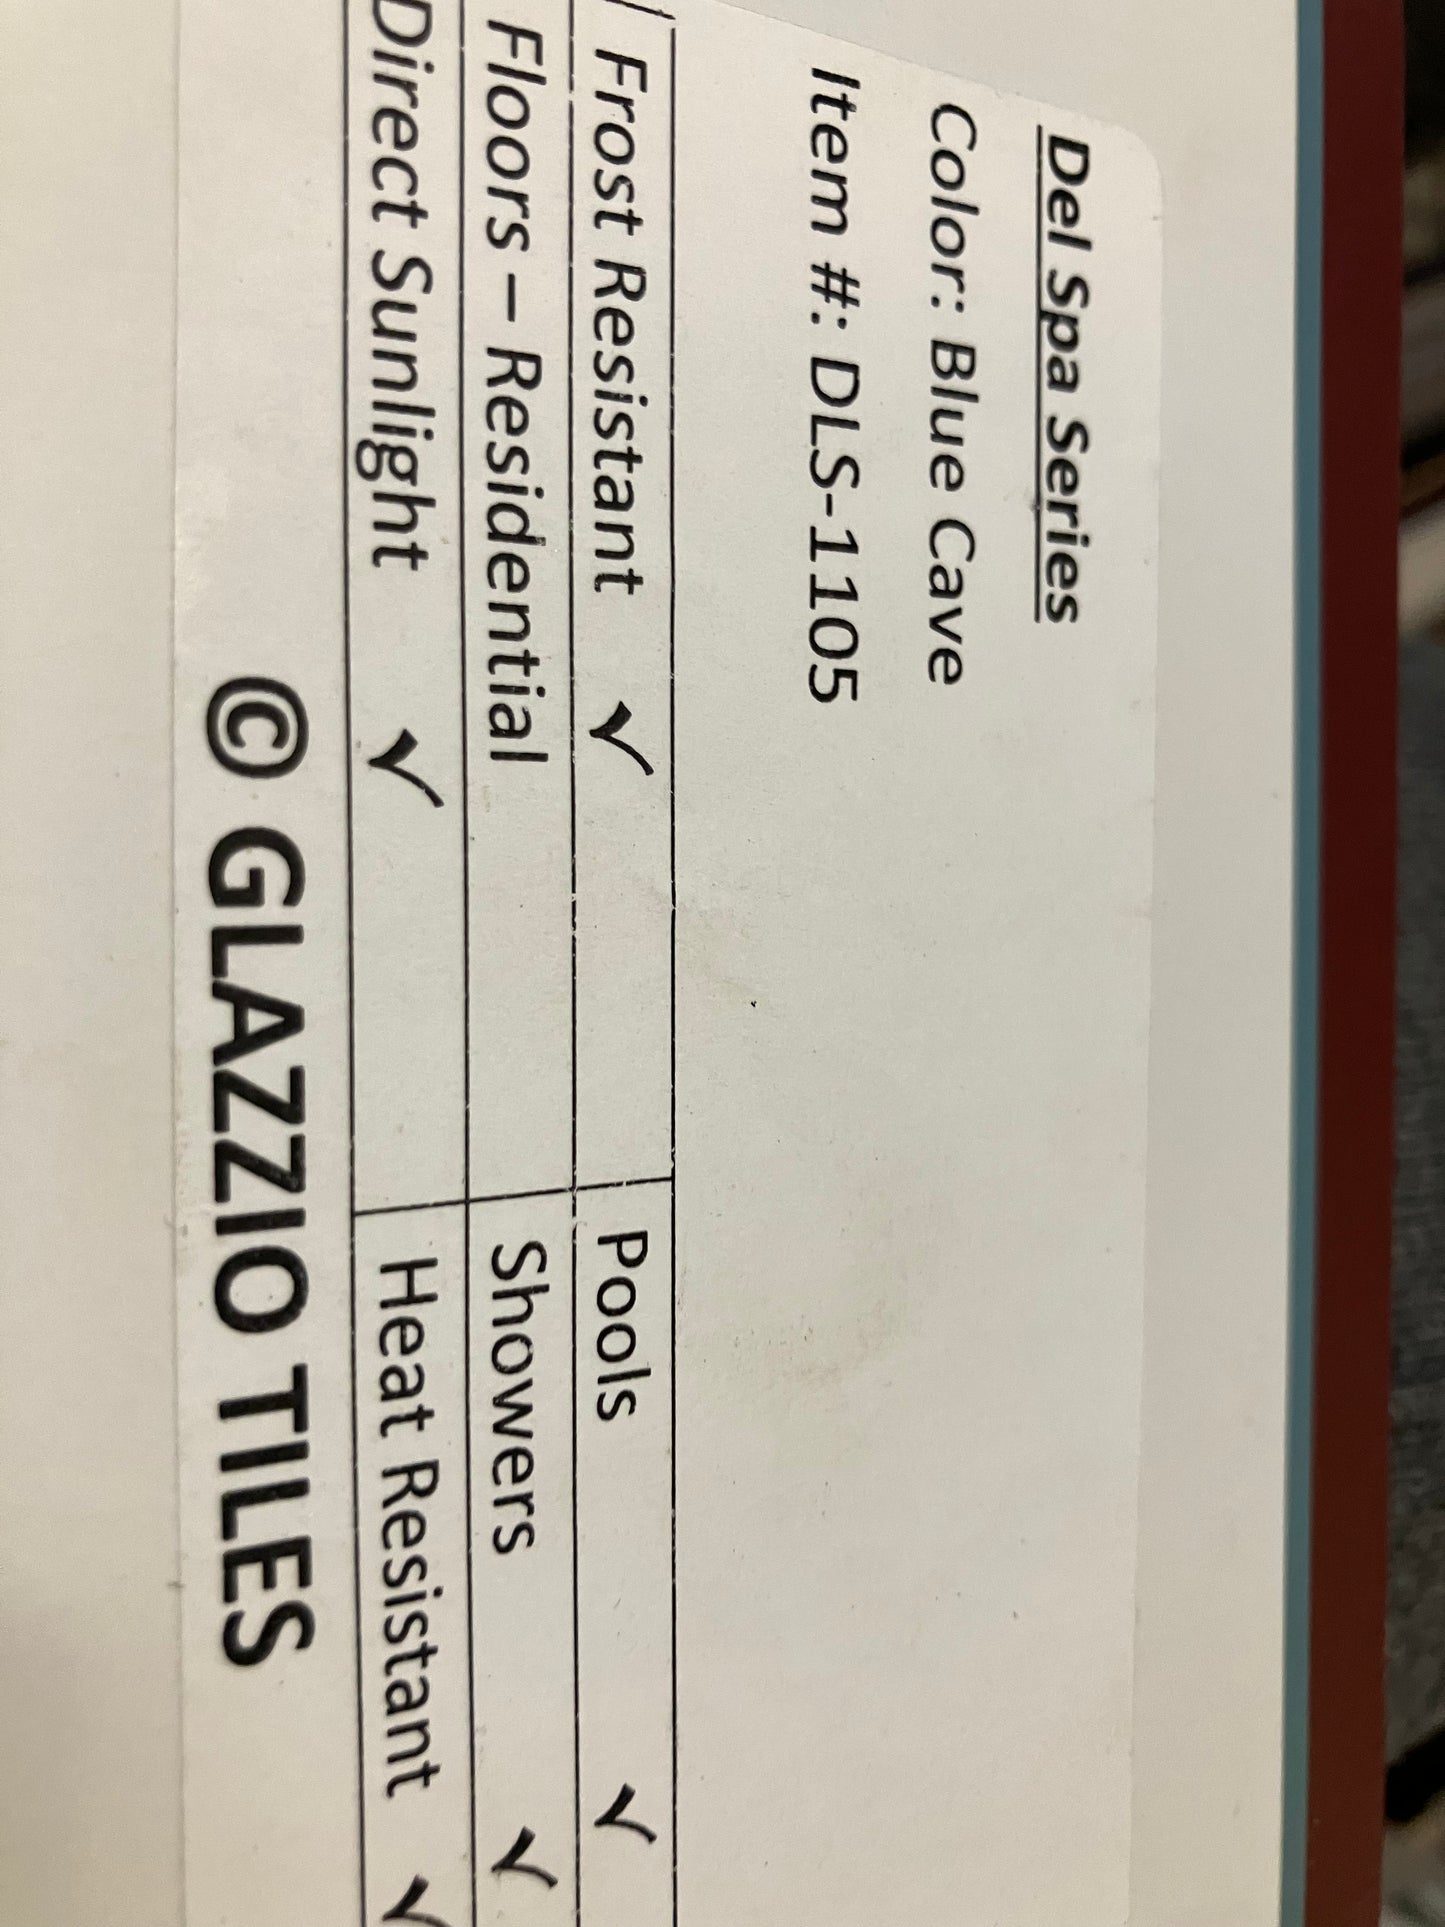 Del Spa Series
Color: Blue Cave
Item #: DLS-1105
Frost Resistant ✓ Pools ✓
Floors – Residential Showers ✓
Direct Sunlight ✓ Heat Resistant ✓
© GLAZZIO TILES